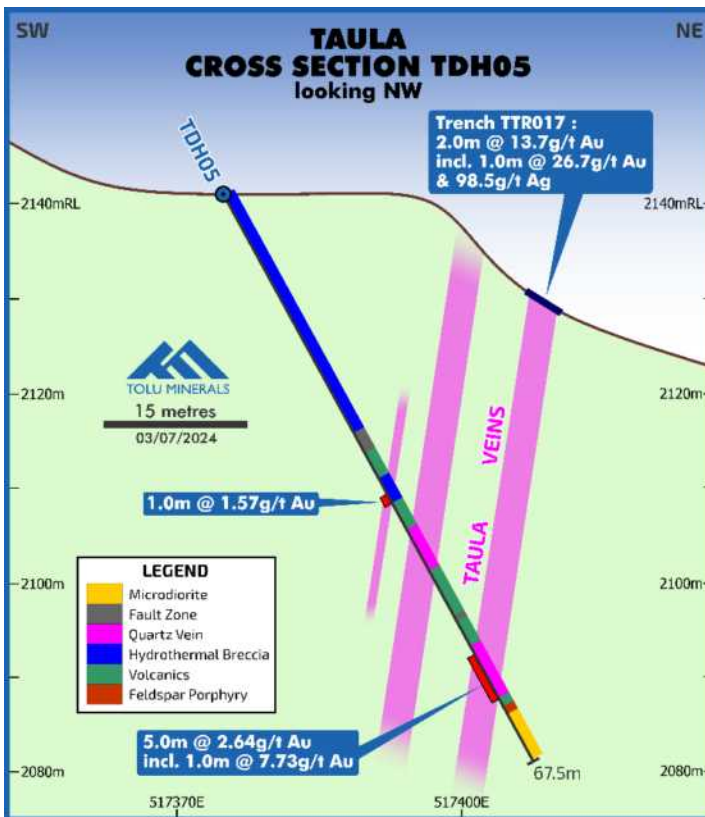 SW
NE
TAULA
CROSS SECTION TDH05
looking NW
TDH05
Trench TTR017 :
2.0m @ 13.7g/t Au
incl. 1.0m @ 26.7g/t Au
& 98.5g/t Ag
2140mRL
2140mRL
TOLU MINERALS
15 metres
03/07/2024
2120m
2120m
TAULA VEINS
1.0m @ 1.57g/t Au
2100m
2100m
LEGEND
Microdiorite
Fault Zone
Quartz Vein
Hydrothermal Breccia
Volcanics
Feldspar Porphyry
5.0m @ 2.64g/t Au
incl. 1.0m @ 7.73g/t Au
67.5m
2080m
2080m
517370E
517400E